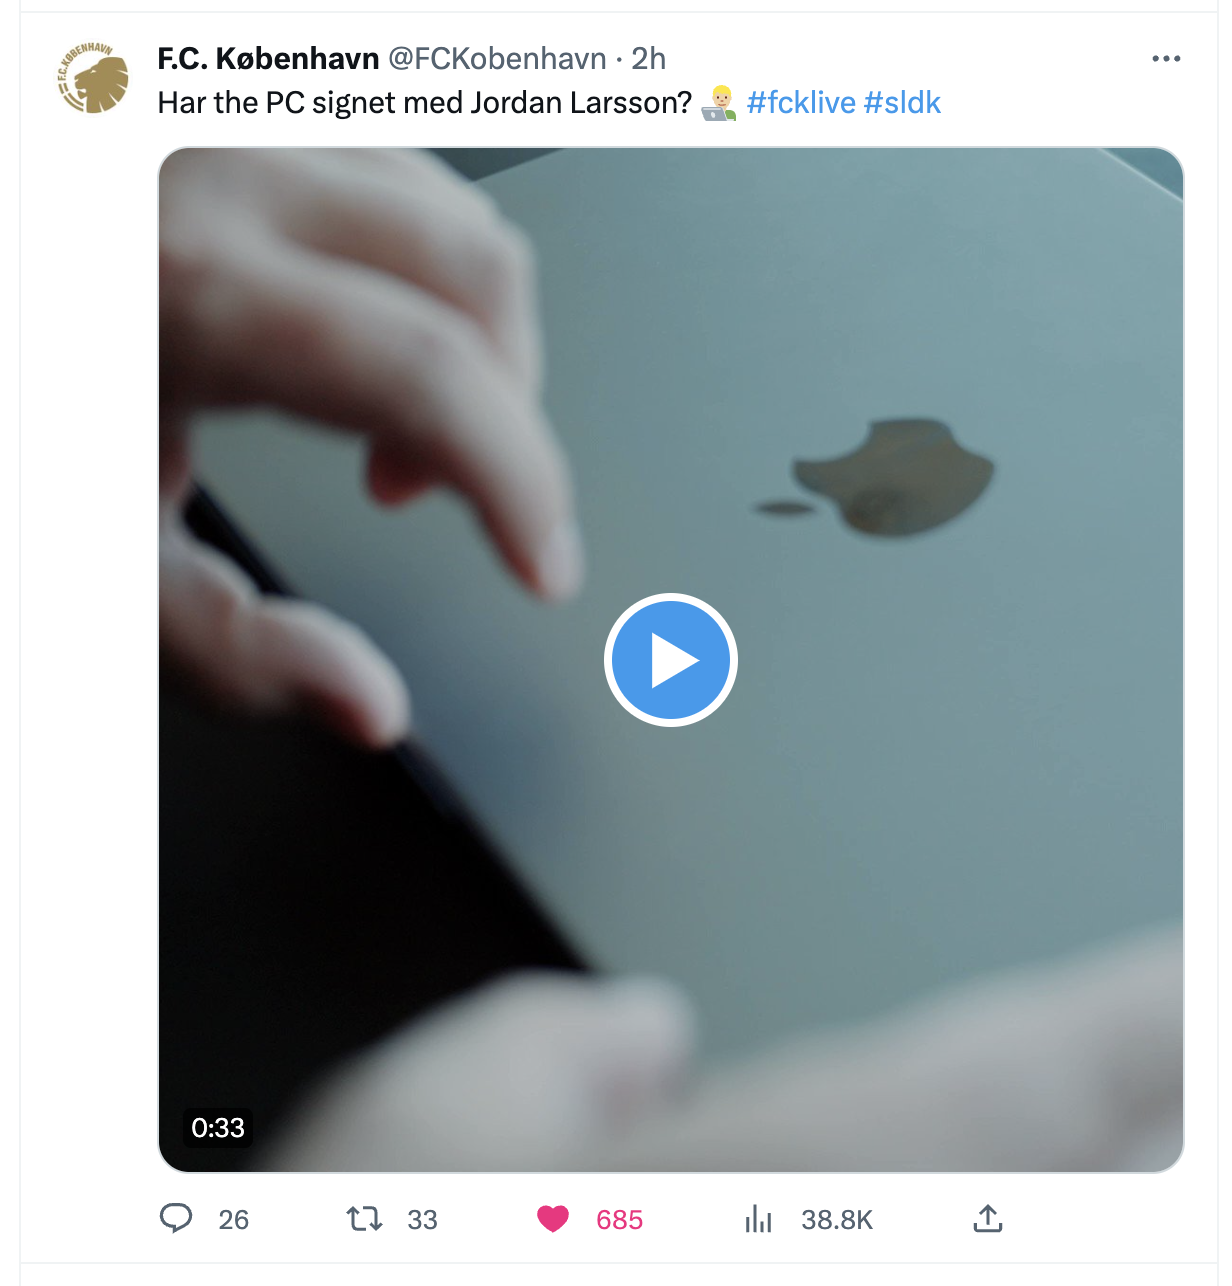 F.C. KØBENHAVN
F.C. København @FCKobenhavn · 2h
Har the PC signet med Jordan Larsson? 🧑🏼‍💻 #fcklive #sldk
0:33
26 33 685 38.8K